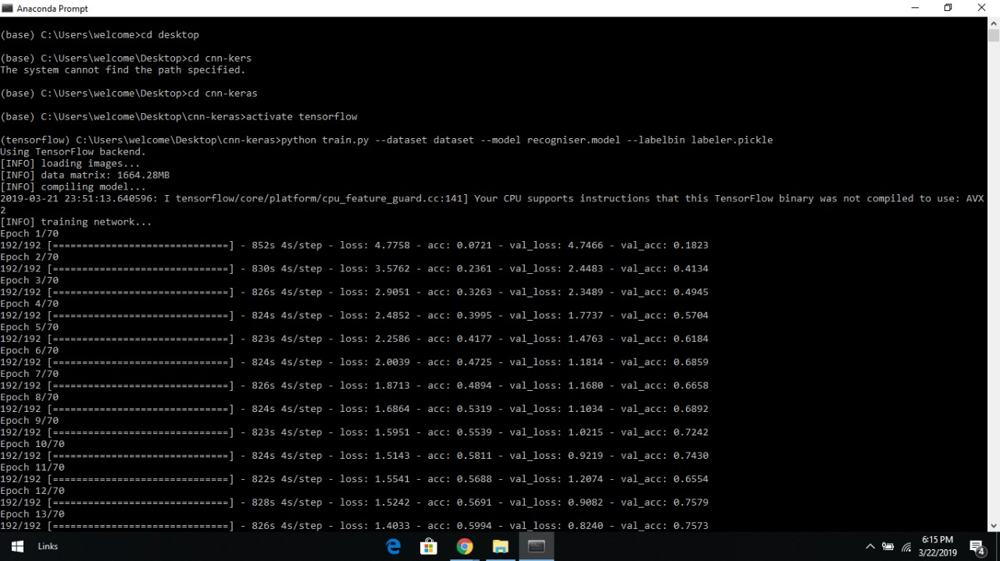 Anaconda Prompt
(base) C:\Users\welcome>cd desktop
(base) C:\Users\welcome\Desktop>cd cnn-kers
The system cannot find the path specified.
(base) C:\Users\welcome\Desktop>cd cnn-keras
(base) C:\Users\welcome\Desktop\cnn-keras>activate tensorflow
(tensorflow) C:\Users\welcome\Desktop\cnn-keras>python train.py --dataset dataset --model recogniser.model --labelbin labeler.pickle
Using TensorFlow backend.
[INFO] loading images...
[INFO] data matrix: 1664.28MB
[INFO] compiling model...
2019-03-21 23:51:13.640596: I tensorflow/core/platform/cpu_feature_guard.cc:141] Your CPU supports instructions that this TensorFlow binary was not compiled to use: AVX
2
[INFO] training network...
Epoch 1/70
192/192 [==============================] - 852s 4s/step - loss: 4.7758 - acc: 0.0721 - val_loss: 4.7466 - val_acc: 0.1823
Epoch 2/70
192/192 [==============================] - 830s 4s/step - loss: 3.5762 - acc: 0.2361 - val_loss: 2.4483 - val_acc: 0.4134
Epoch 3/70
192/192 [==============================] - 826s 4s/step - loss: 2.9051 - acc: 0.3263 - val_loss: 2.3489 - val_acc: 0.4945
Epoch 4/70
192/192 [==============================] - 824s 4s/step - loss: 2.4852 - acc: 0.3995 - val_loss: 1.7737 - val_acc: 0.5704
Epoch 5/70
192/192 [==============================] - 823s 4s/step - loss: 2.2586 - acc: 0.4177 - val_loss: 1.4763 - val_acc: 0.6184
Epoch 6/70
192/192 [==============================] - 824s 4s/step - loss: 2.0039 - acc: 0.4725 - val_loss: 1.1814 - val_acc: 0.6859
Epoch 7/70
192/192 [==============================] - 826s 4s/step - loss: 1.8713 - acc: 0.4894 - val_loss: 1.1680 - val_acc: 0.6658
Epoch 8/70
192/192 [==============================] - 824s 4s/step - loss: 1.6864 - acc: 0.5319 - val_loss: 1.1034 - val_acc: 0.6892
Epoch 9/70
192/192 [==============================] - 823s 4s/step - loss: 1.5951 - acc: 0.5539 - val_loss: 1.0215 - val_acc: 0.7242
Epoch 10/70
192/192 [==============================] - 824s 4s/step - loss: 1.5143 - acc: 0.5811 - val_loss: 0.9219 - val_acc: 0.7430
Epoch 11/70
192/192 [==============================] - 822s 4s/step - loss: 1.5541 - acc: 0.5688 - val_loss: 1.2074 - val_acc: 0.6554
Epoch 12/70
192/192 [==============================] - 828s 4s/step - loss: 1.5242 - acc: 0.5691 - val_loss: 0.9082 - val_acc: 0.7579
Epoch 13/70
192/192 [==============================] - 826s 4s/step - loss: 1.4033 - acc: 0.5994 - val_loss: 0.8240 - val_acc: 0.7573
Links
6:15 PM
3/22/2019
4